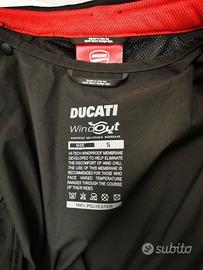 DUCATI
DUCATI
WindOut
SIZE S
HI-TECH WINDPROOF MEMBRANE
DEVELOPED TO HELP ELIMINATE
THE DISCOMFORT OF WIND CHILL.
THE USE OF THIS MEMBRANE IS
RECOMMENDED FOR THOSE WHO
FACE VARIED TEMPERATURE
RANGES THROUGH THE COURSE
OF THEIR RIDES
100% POLYESTER
subito